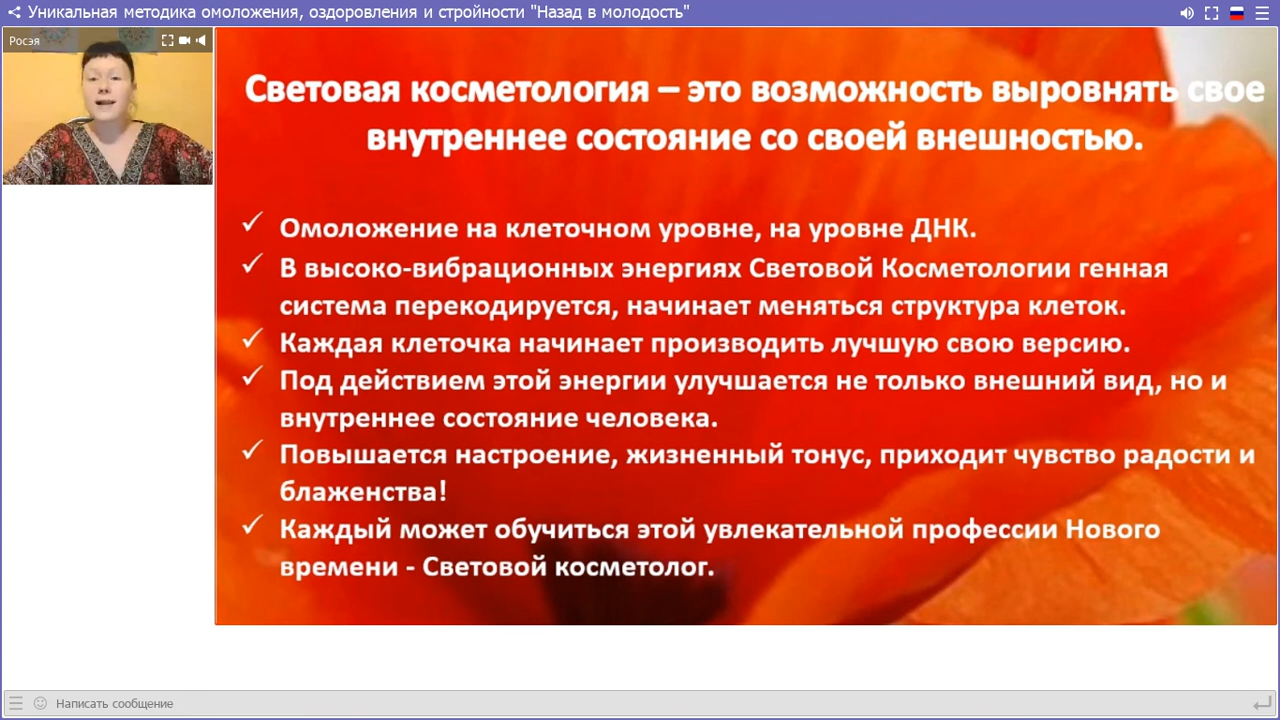 Уникальная методика омоложения, оздоровления и стройности "Назад в молодость"
Росэя
Световая косметология – это возможность выровнять свое
внутреннее состояние со своей внешностью.
Омоложение на клеточном уровне, на уровне ДНК.
В высоко-вибрационных энергиях Световой Косметологии генная
система перекодируется, начинает меняться структура клеток.
Каждая клеточка начинает производить лучшую свою версию.
Под действием этой энергии улучшается не только внешний вид, но и
внутреннее состояние человека.
Повышается настроение, жизненный тонус, приходит чувство радости и
блаженства!
Каждый может обучиться этой увлекательной профессии Нового
времени - Световой косметолог.
Написать сообщение